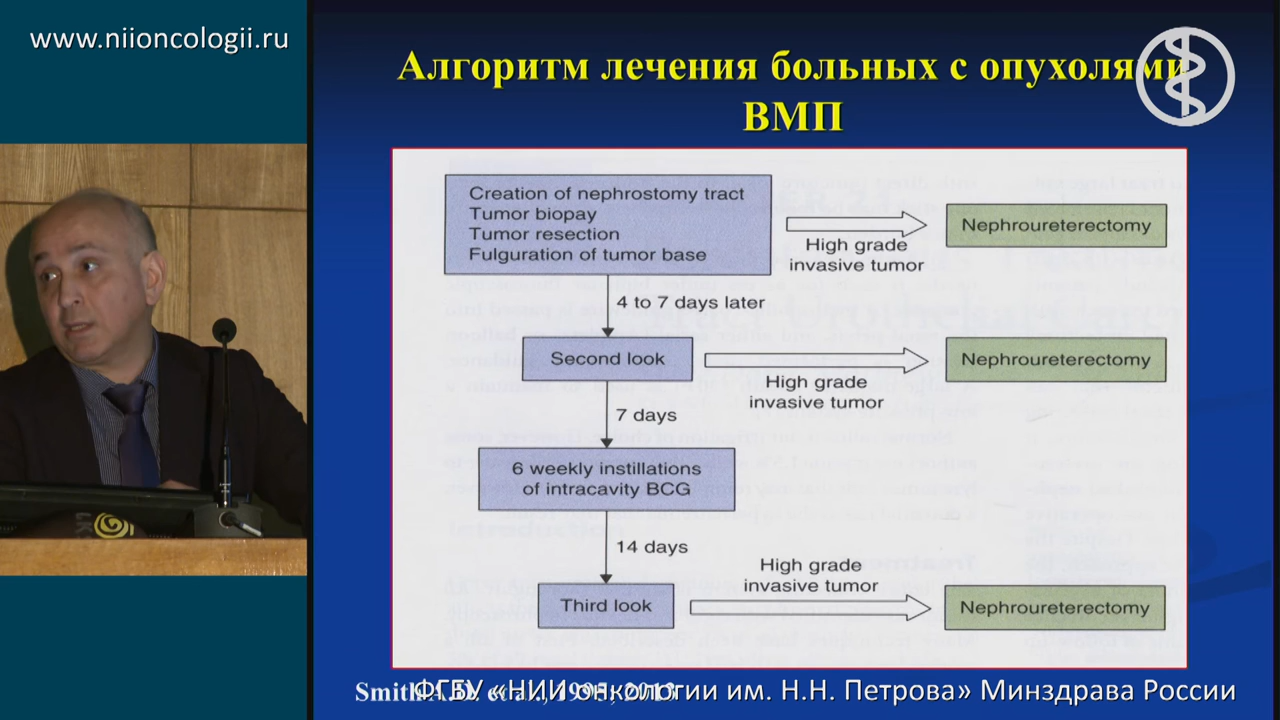 www.niioncologii.ru
Алгоритм лечения больных с опухолями
ВМП
Creation of nephrostomy tract
Tumor biopay
Tumor resection
Fulguration of tumor base
High grade
invasive tumor
Nephroureterectomy
4 to 7 days later
Second look
High grade
invasive tumor
Nephroureterectomy
7 days
6 weekly instillations
of intracavity BCG
14 days
Third look
High grade
invasive tumor
Nephroureterectomy
Smith 1995, 2013
ФГБУ «НИИ онкологии им. Н.Н. Петрова» Минздрава России